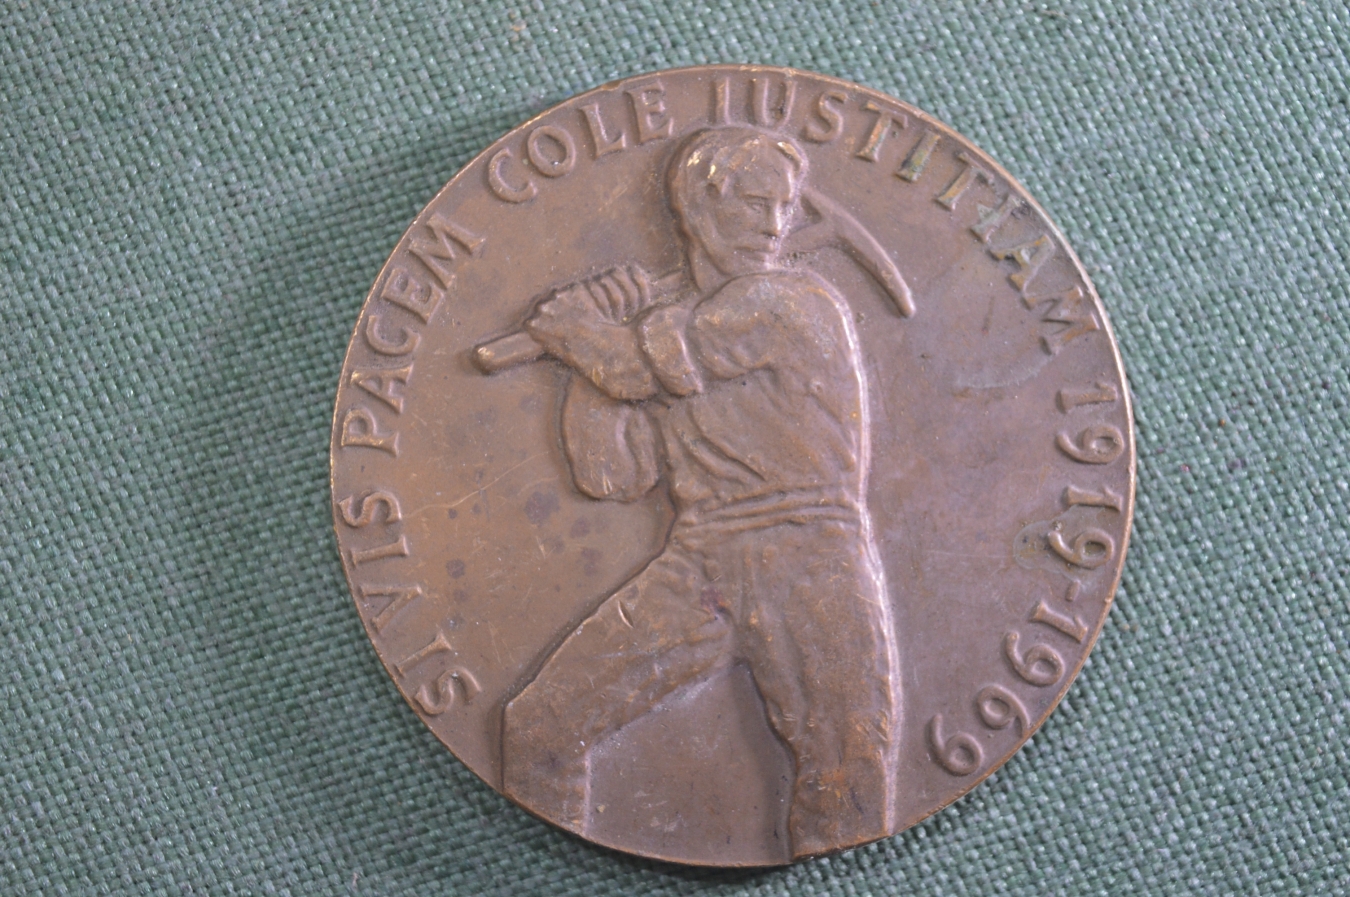 SI VIS PACEM COLE IUSTITIAM 1919-1969